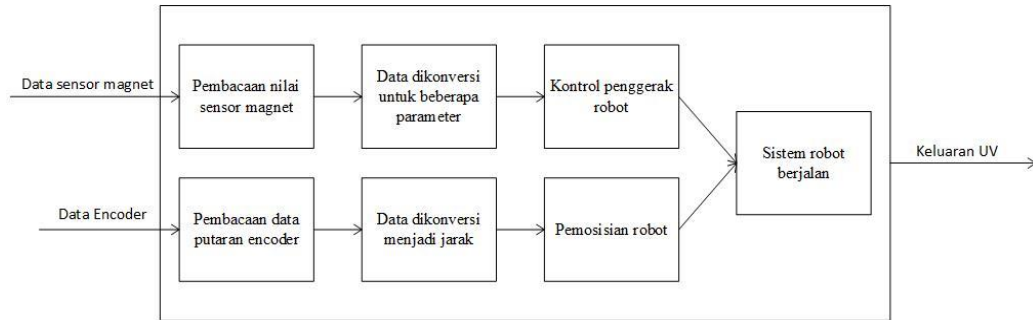 Data sensor magnet
Pembacaan nilai
sensor magnet
Data dikonversi
untuk beberapa
parameter
Kontrol penggerak
robot
Data Encoder
Pembacaan data
putaran encoder
Data dikonversi
menjadi jarak
Pemosisian robot
Sistem robot
berjalan
Keluaran UV